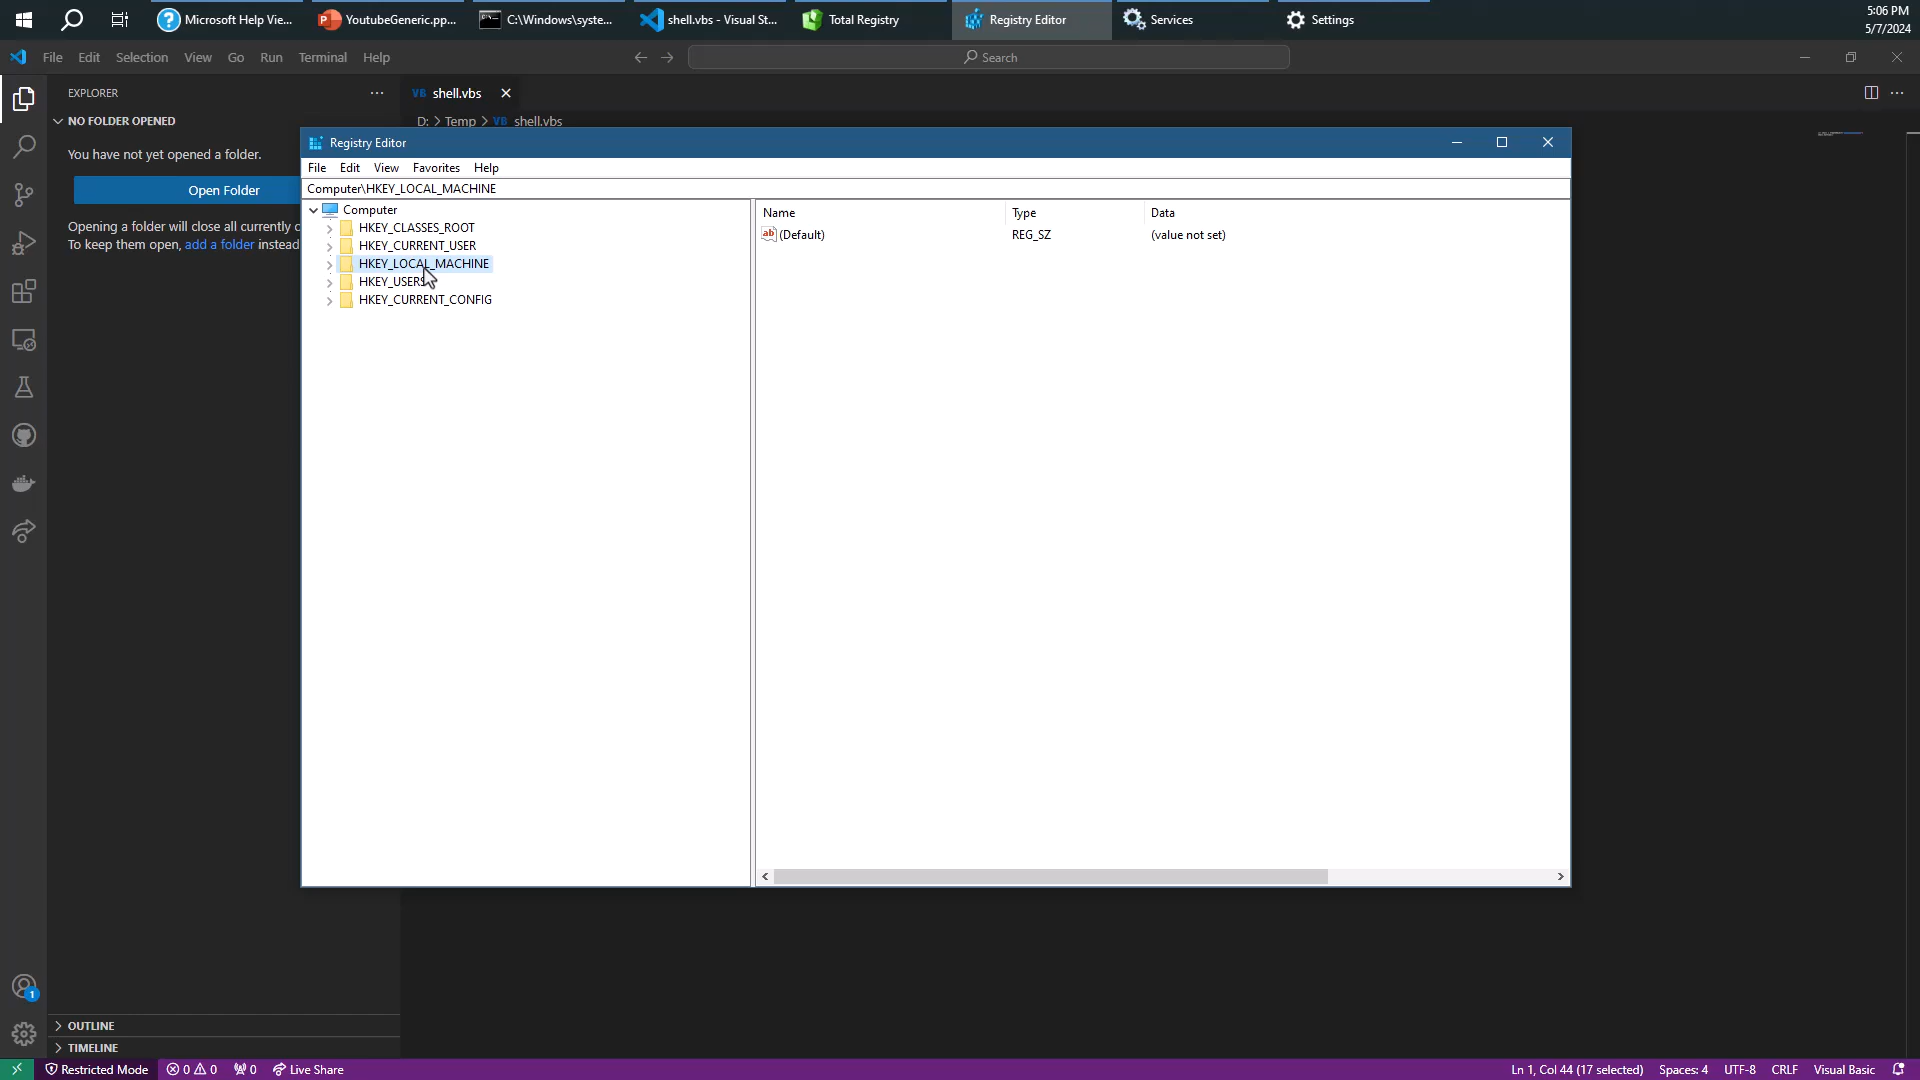 Microsoft Help Vie...
YoutubeGeneric.pp...
C:\Windows\syste...
shell.vbs - Visual St...
Total Registry
Registry Editor
Services
Settings
5:06 PM
5/7/2024
File Edit Selection View Go Run Terminal Help
Search
EXPLORER
shell.vbs
NO FOLDER OPENED
D: > Temp > VB shell.vbs
You have not yet opened a folder.
Open Folder
Opening a folder will close all currently
To keep them open, add a folder instead
Registry Editor
File Edit View Favorites Help
Computer\HKEY_LOCAL_MACHINE
Computer
HKEY_CLASSES_ROOT
HKEY_CURRENT_USER
HKEY_LOCAL_MACHINE
HKEY_USERS
HKEY_CURRENT_CONFIG
Name Type Data
(Default) REG_SZ (value not set)
OUTLINE
TIMELINE
1
Restricted Mode 0 0 0 Live Share
Ln 1, Col 44 (17 selected) Spaces: 4 UTF-8 CRLF Visual Basic